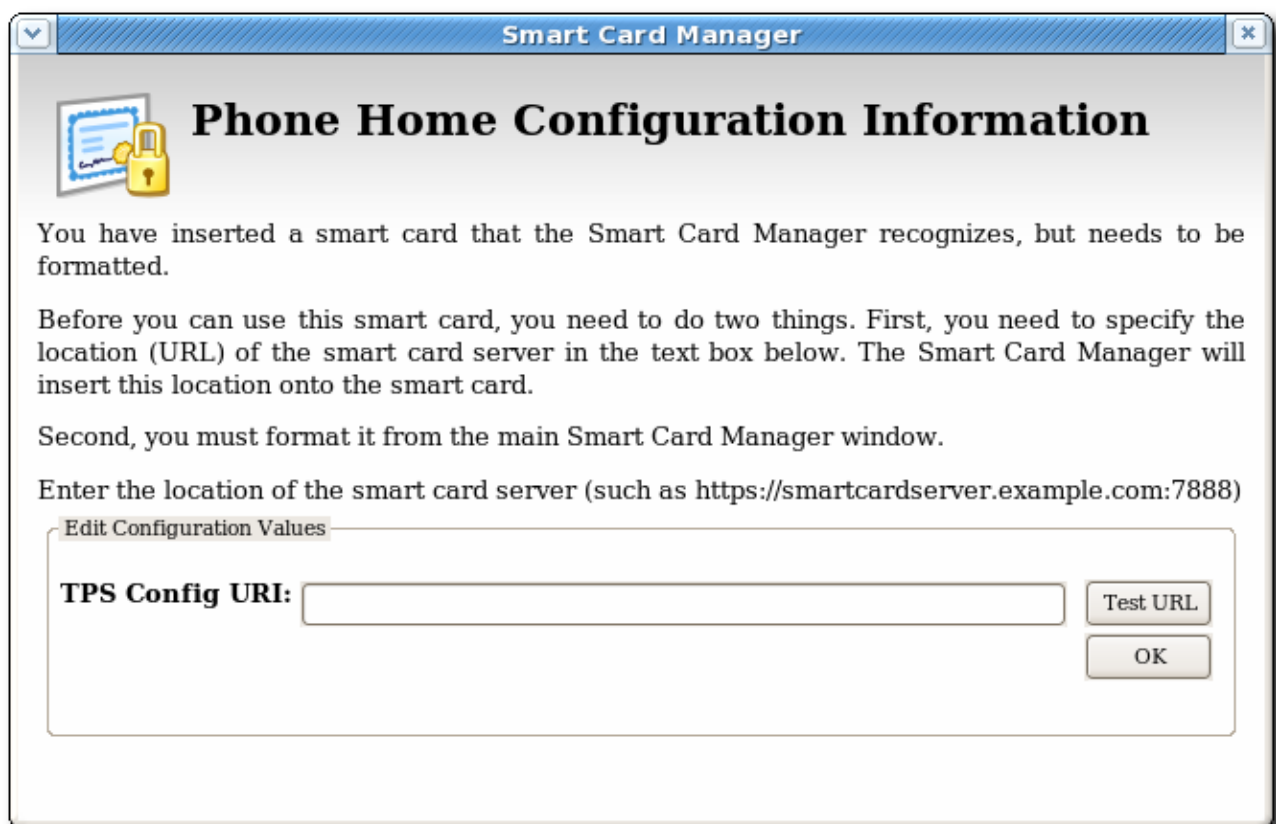 Smart Card Manager
Phone Home Configuration Information
You have inserted a smart card that the Smart Card Manager recognizes, but needs to be
formatted.
Before you can use this smart card, you need to do two things. First, you need to specify the
location (URL) of the smart card server in the text box below. The Smart Card Manager will
insert this location onto the smart card.
Second, you must format it from the main Smart Card Manager window.
Enter the location of the smart card server (such as https://smartcardserver.example.com:7888)
Edit Configuration Values
TPS Config URI:
Test URL
OK